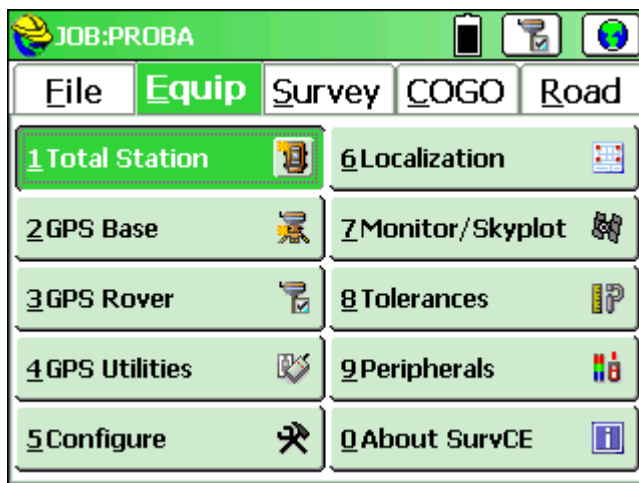 JOB:PROBA
File Equip Survey COGO Road
1 Total Station
6 Localization
2 GPS Base
7 Monitor/Skyplot
3 GPS Rover
8 Tolerances
4 GPS Utilities
9 Peripherals
5 Configure
0 About SurvCE